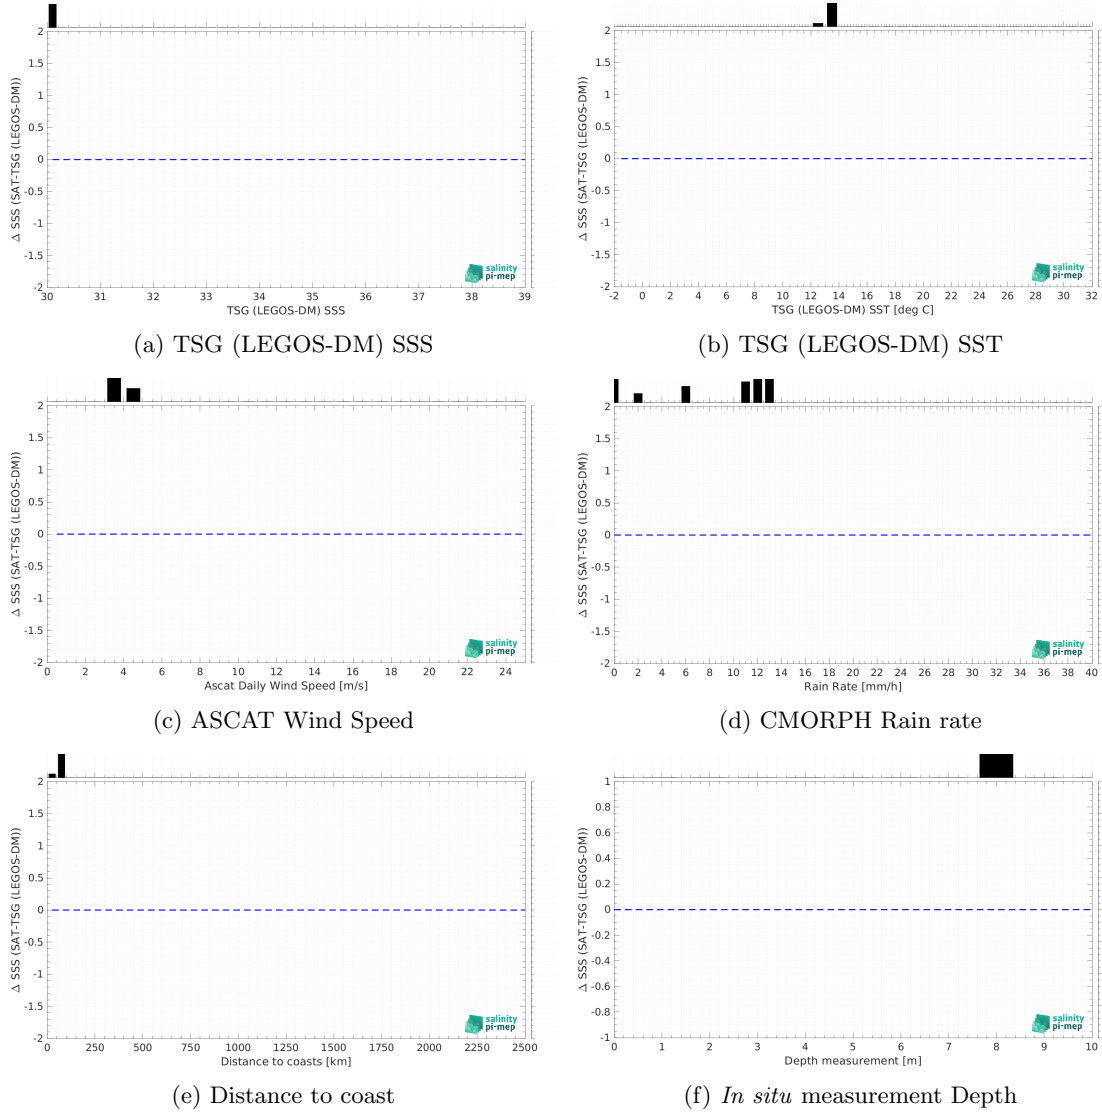 2
1.5
1
0.5
0
-0.5
-1
-1.5
-2
Δ SSS (SAT-TSG (LEGOS-DM))
salinity
pi-mep
30 31 32 33 34 35 36 37 38 39
TSG (LEGOS-DM) SSS
(a) TSG (LEGOS-DM) SSS
2
1.5
1
0.5
0
-0.5
-1
-1.5
-2
Δ SSS (SAT-TSG (LEGOS-DM))
salinity
pi-mep
-2 0 2 4 6 8 10 12 14 16 18 20 22 24 26 28 30 32
TSG (LEGOS-DM) SST [deg C]
(b) TSG (LEGOS-DM) SST
2
1.5
1
0.5
0
-0.5
-1
-1.5
-2
Δ SSS (SAT-TSG (LEGOS-DM))
salinity
pi-mep
0 2 4 6 8 10 12 14 16 18 20 22 24
Ascat Daily Wind Speed [m/s]
(c) ASCAT Wind Speed
2
1.5
1
0.5
0
-0.5
-1
-1.5
-2
Δ SSS (SAT-TSG (LEGOS-DM))
salinity
pi-mep
0 2 4 6 8 10 12 14 16 18 20 22 24 26 28 30 32 34 36 38 40
Rain Rate [mm/h]
(d) CMORPH Rain rate
2
1.5
1
0.5
0
-0.5
-1
-1.5
-2
Δ SSS (SAT-TSG (LEGOS-DM))
salinity
pi-mep
0 250 500 750 1000 1250 1500 1750 2000 2250 2500
Distance to coasts [km]
(e) Distance to coast
1
0.8
0.6
0.4
0.2
0
-0.2
-0.4
-0.6
-0.8
-1
Δ SSS (SAT-TSG (LEGOS-DM))
salinity
pi-mep
0 1 2 3 4 5 6 7 8 9 10
Depth measurement [m]
(f) In situ measurement Depth